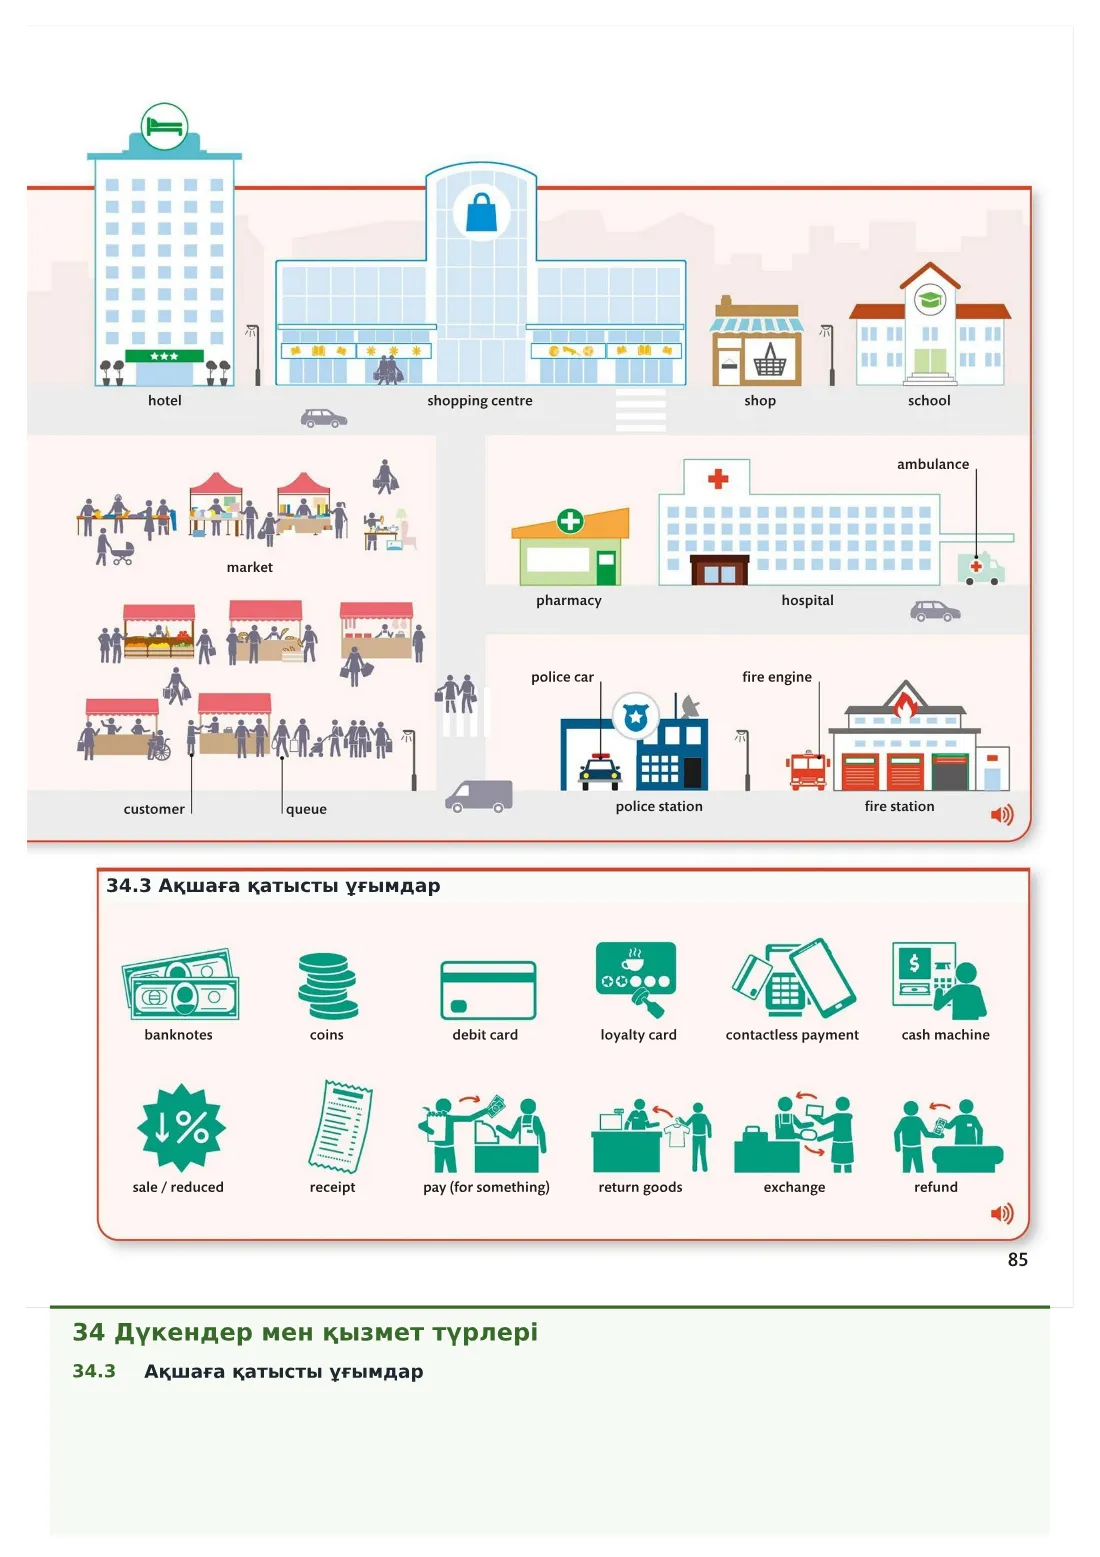 hotel
shopping centre
shop
school
ambulance
market
pharmacy
hospital
police car
fire engine
customer
queue
police station
fire station
34.3 Ақшаға қатысты ұғымдар
$
banknotes
coins
debit card
loyalty card
contactless payment
cash machine
%
sale / reduced
receipt
pay (for something)
return goods
exchange
refund
85
34 Дүкендер мен қызмет түрлері
34.3 Ақшаға қатысты ұғымдар